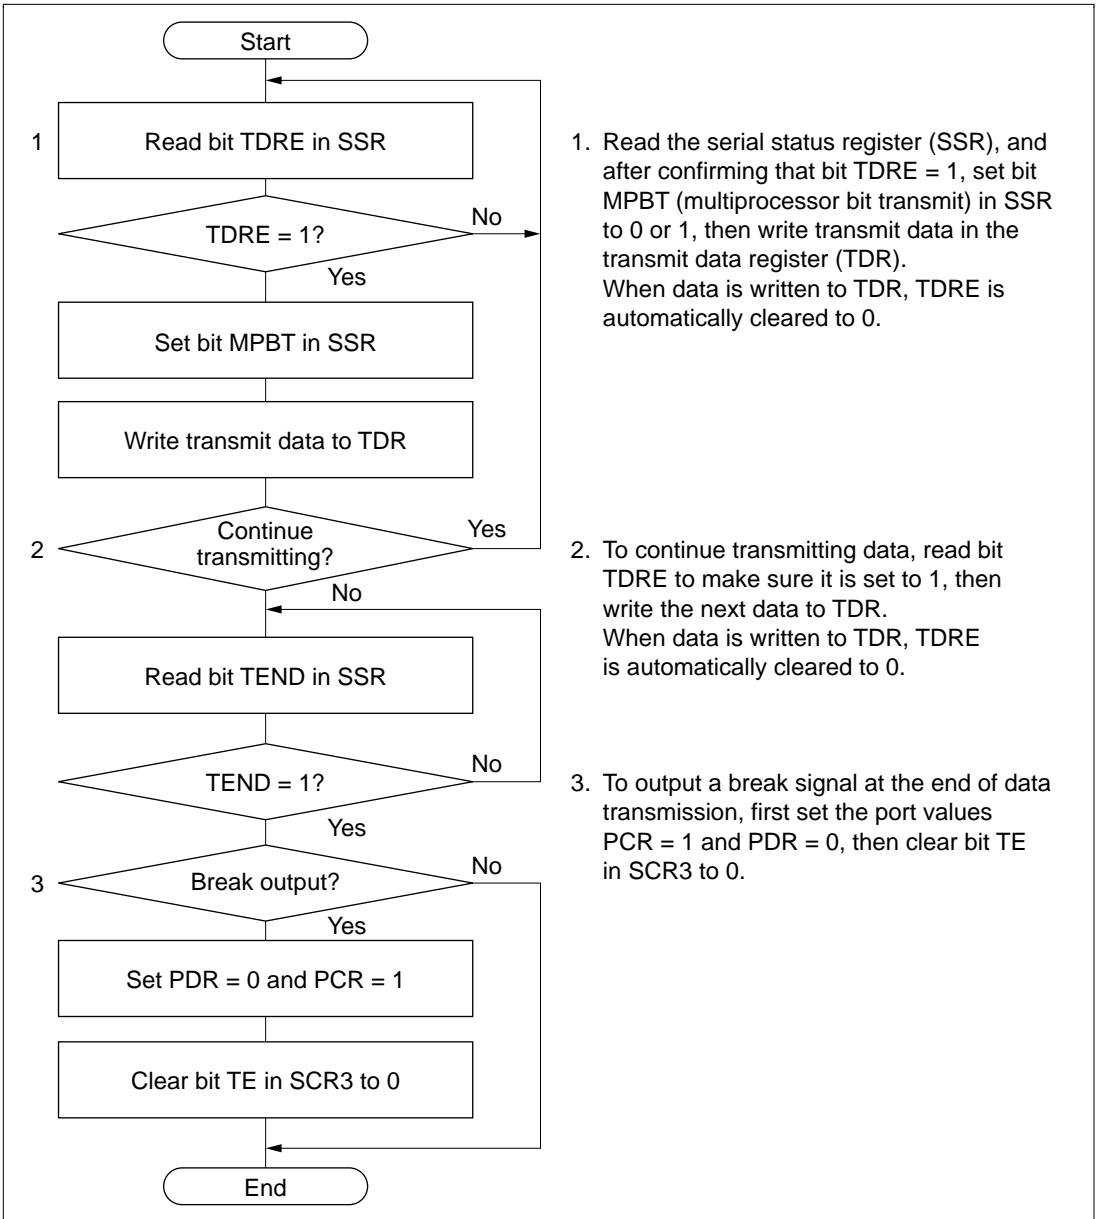 Start
1
Read bit TDRE in SSR
TDRE = 1?
No
Yes
Set bit MPBT in SSR
Write transmit data to TDR
2
Continue
transmitting?
Yes
No
Read bit TEND in SSR
TEND = 1?
No
Yes
3
Break output?
No
Yes
Set PDR = 0 and PCR = 1
Clear bit TE in SCR3 to 0
End
1. Read the serial status register (SSR), and
after confirming that bit TDRE = 1, set bit
MPBT (multiprocessor bit transmit) in SSR
to 0 or 1, then write transmit data in the
transmit data register (TDR).
When data is written to TDR, TDRE is
automatically cleared to 0.
2. To continue transmitting data, read bit
TDRE to make sure it is set to 1, then
write the next data to TDR.
When data is written to TDR, TDRE
is automatically cleared to 0.
3. To output a break signal at the end of data
transmission, first set the port values
PCR = 1 and PDR = 0, then clear bit TE
in SCR3 to 0.